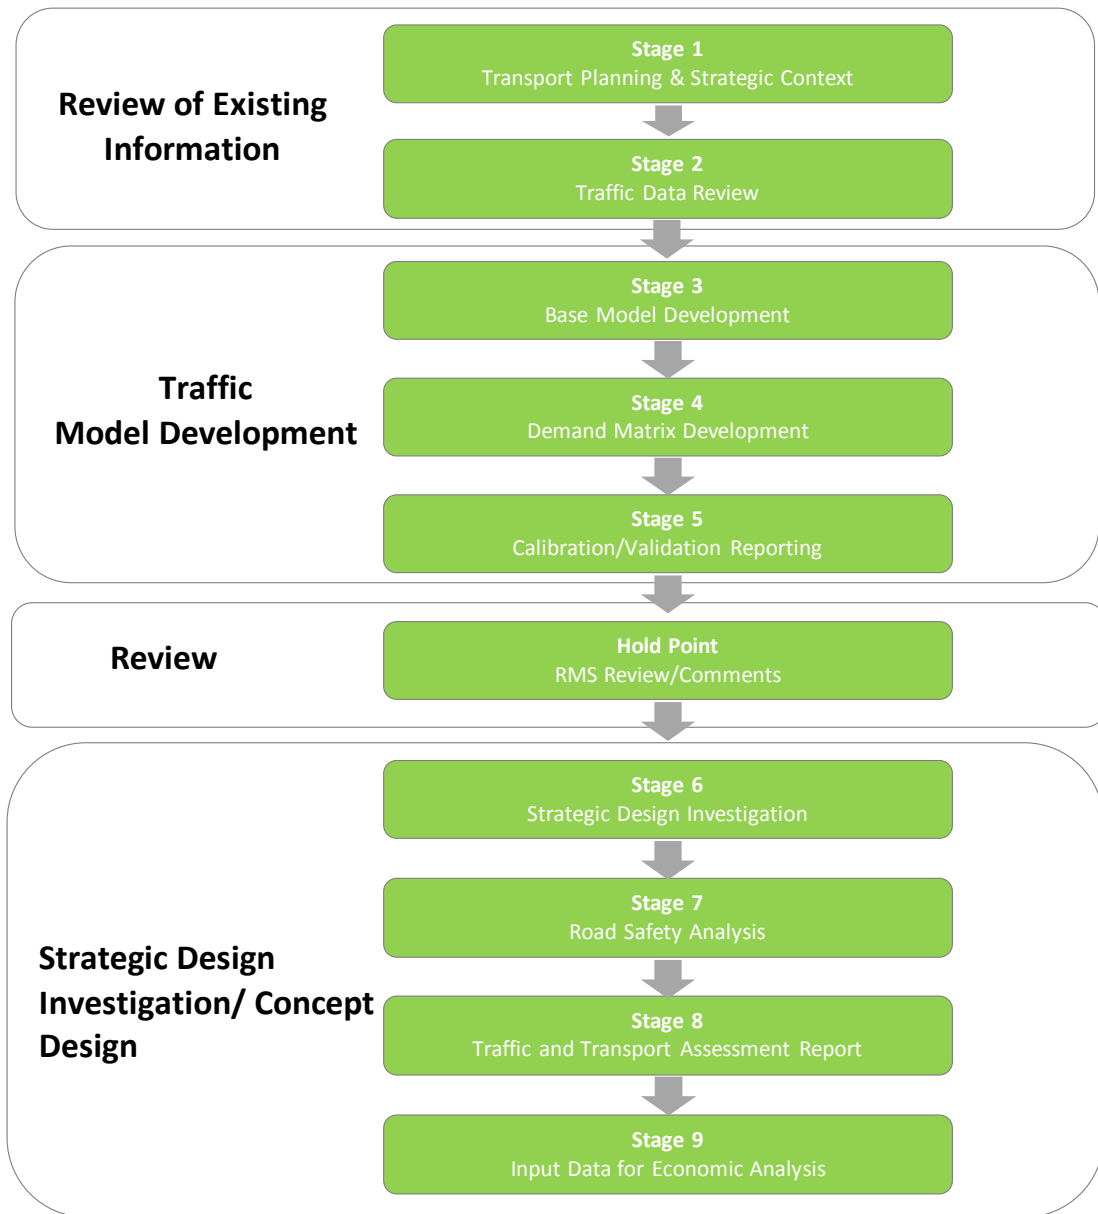 Review of Existing
Information
Stage 1
Transport Planning & Strategic Context
Stage 2
Traffic Data Review
Traffic
Model Development
Stage 3
Base Model Development
Stage 4
Demand Matrix Development
Stage 5
Calibration/Validation Reporting
Review
Hold Point
RMS Review/Comments
Strategic Design
Investigation/ Concept
Design
Stage 6
Strategic Design Investigation
Stage 7
Road Safety Analysis
Stage 8
Traffic and Transport Assessment Report
Stage 9
Input Data for Economic Analysis